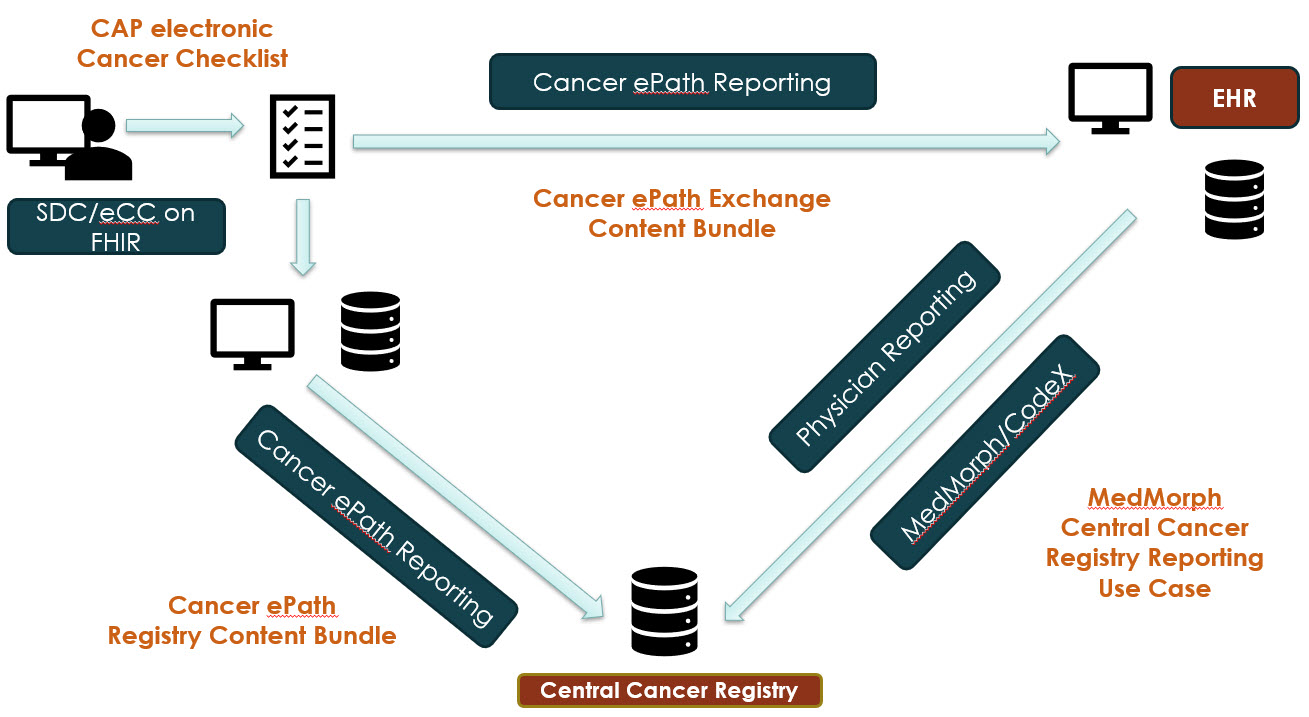 CAP electronic
Cancer Checklist
Cancer ePath Reporting
EHR
SDC/eCC on
FHIR
Cancer ePath Exchange
Content Bundle
Physician Reporting
MedMorph/CodeX
Cancer ePath Reporting
MedMorph
Central Cancer
Registry Reporting
Use Case
Cancer ePath
Registry Content Bundle
Central Cancer Registry